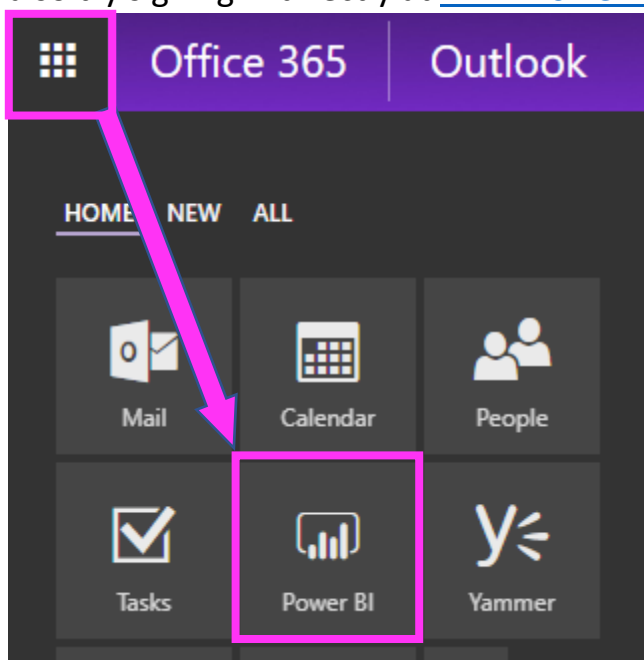 Office 365 Outlook
HOME NEW ALL
Mail Calendar People
Tasks Power BI Yammer